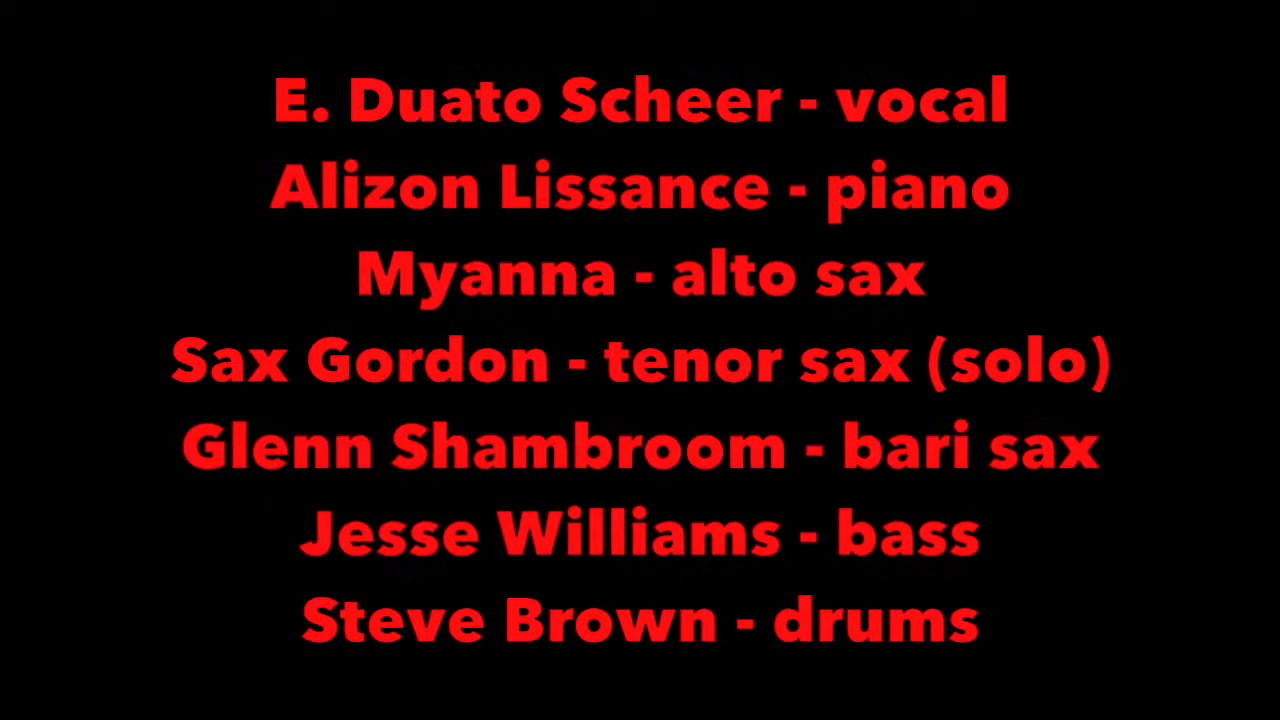 E. Duato Scheer - vocal
Alizon Lissance - piano
Myanna - alto sax
Sax Gordon - tenor sax (solo)
Glenn Shambroom - bari sax
Jesse Williams - bass
Steve Brown - drums